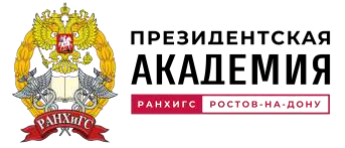 ПРЕЗИДЕНТСКАЯ
АКАДЕМИЯ
РАНХИГС РОСТОВ-НА-ДОНУ
РАНХиГС